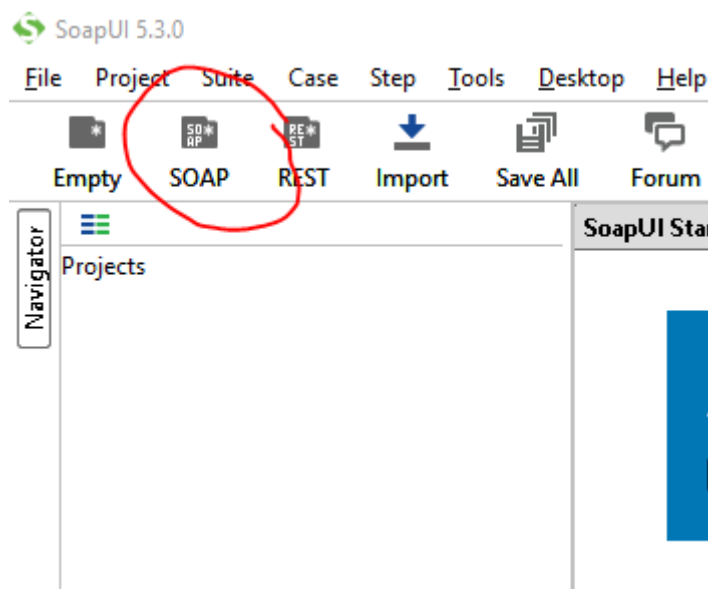 SoapUI 5.3.0
File Project Suite Case Step Tools Desktop Help
SO* AP RE* ST
Empty SOAP REST Import Save All Forum
Navigator
SoapUI Star
Projects